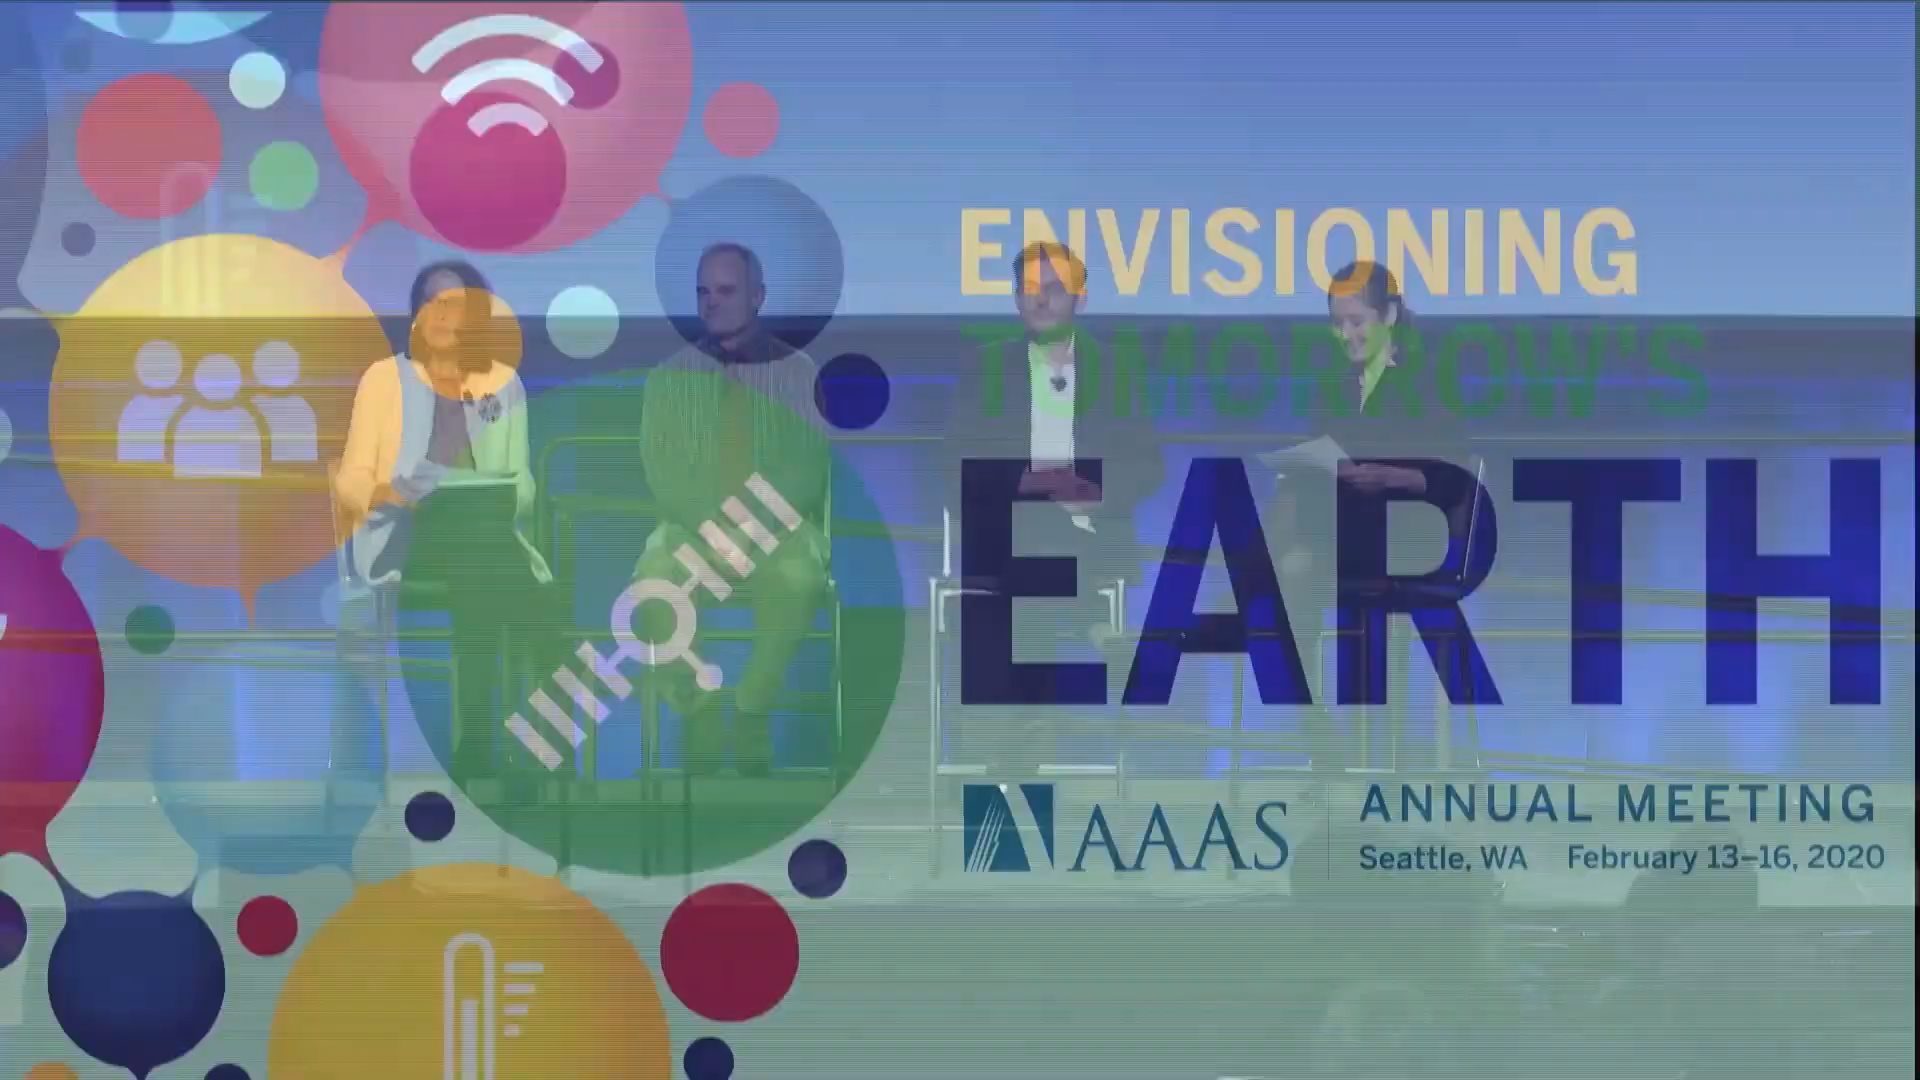 ENVISIONING
TOMORROW'S
EARTH
AAAS
ANNUAL MEETING
Seattle, WA February 13–16, 2020